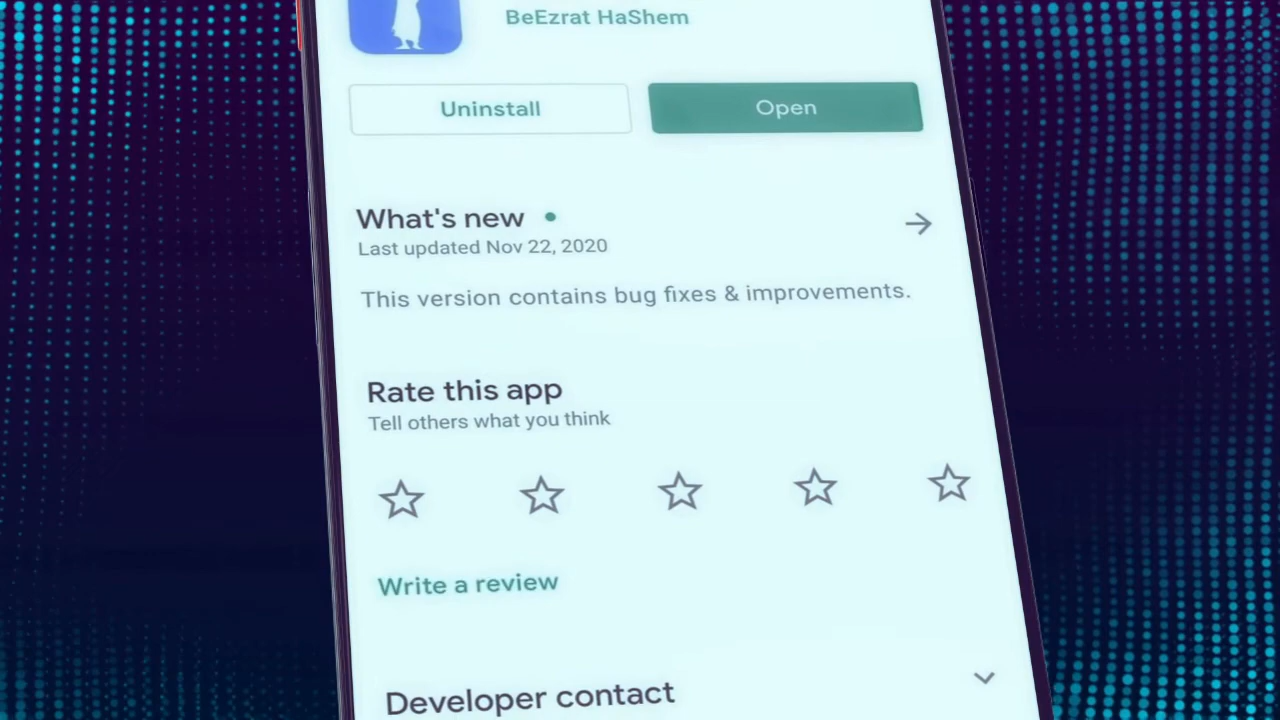 BeEzrat HaShem
Uninstall
Open
What's new
Last updated Nov 22, 2020
This version contains bug fixes & improvements.
Rate this app
Tell others what you think
Write a review
Developer contact